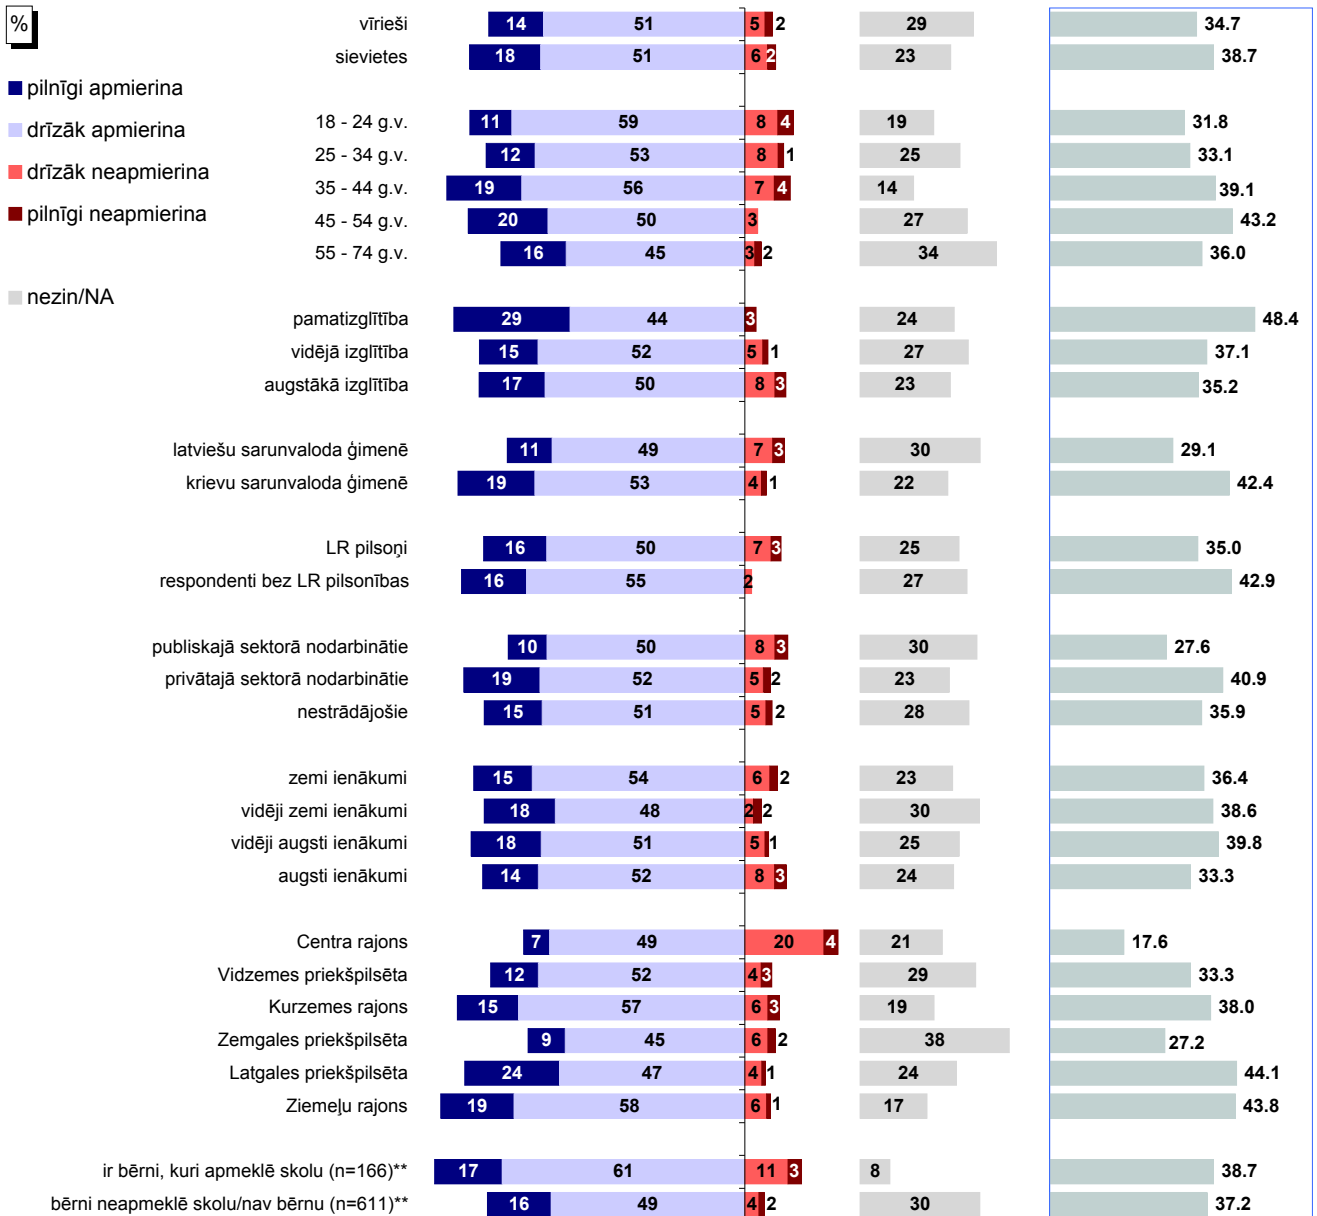 %
pilnīgi apmierina
drīzāk apmierina
drīzāk neapmierina
pilnīgi neapmierina
nezin/NA
vīrieši 14 51 5 2 29 34.7
sievietes 18 51 6 2 23 38.7
18 - 24 g.v. 11 59 8 4 19 31.8
25 - 34 g.v. 12 53 8 1 25 33.1
35 - 44 g.v. 19 56 7 4 14 39.1
45 - 54 g.v. 20 50 3 27 43.2
55 - 74 g.v. 16 45 3 2 34 36.0
pamatizglītība 29 44 3 24 48.4
vidējā izglītība 15 52 5 1 27 37.1
augstākā izglītība 17 50 8 3 23 35.2
latviešu sarunvaloda ģimenē 11 49 7 3 30 29.1
krievu sarunvaloda ģimenē 19 53 4 1 22 42.4
LR pilsoņi 16 50 7 3 25 35.0
respondenti bez LR pilsonības 16 55 2 27 42.9
publiskajā sektorā nodarbinātie 10 50 8 3 30 27.6
privātajā sektorā nodarbinātie 19 52 5 2 23 40.9
nestrādājošie 15 51 5 2 28 35.9
zemi ienākumi 15 54 6 2 23 36.4
vidēji zemi ienākumi 18 48 2 2 30 38.6
vidēji augsti ienākumi 18 51 5 1 25 39.8
augsti ienākumi 14 52 8 3 24 33.3
Centra rajons 7 49 20 4 21 17.6
Vidzemes priekšpilsēta 12 52 4 3 29 33.3
Kurzemes rajons 15 57 6 3 19 38.0
Zemgales priekšpilsēta 9 45 6 2 38 27.2
Latgales priekšpilsēta 24 47 4 1 24 44.1
Ziemeļu rajons 19 58 6 1 17 43.8
ir bērni, kuri apmeklē skolu (n=166)** 17 61 11 3 8 38.7
bērni neapmeklē skolu/nav bērnu (n=611)** 16 49 4 2 30 37.2